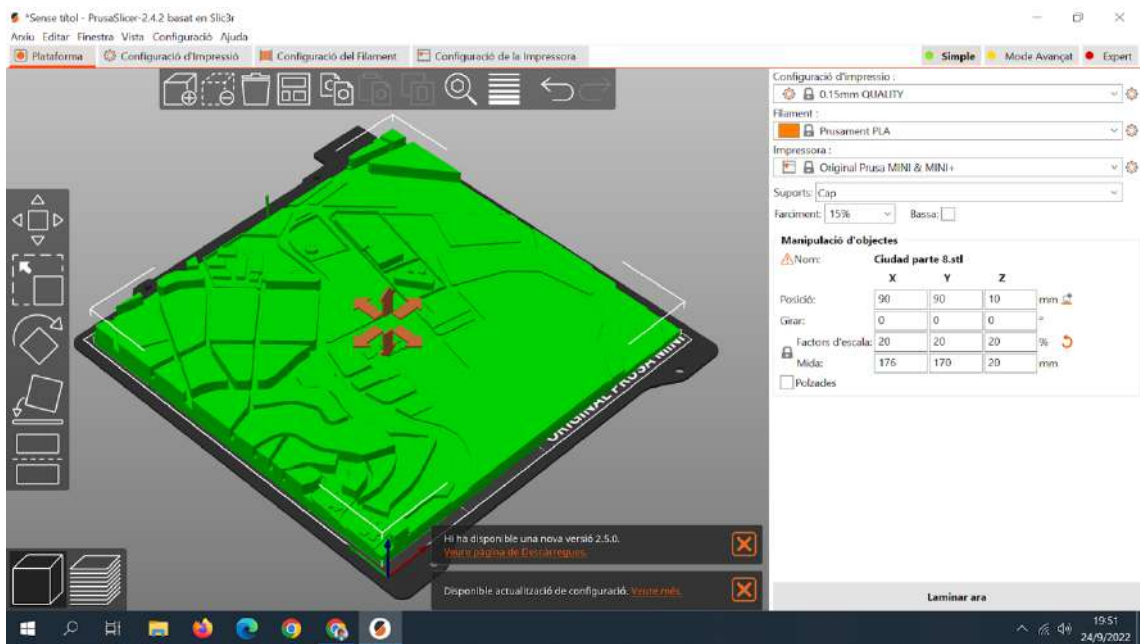 *Sense títol - PrusaSlicer-2.4.2 basat en Slic3r
Arxiu Editar Finestra Vista Configuració Ajuda
Plataforma Configuració d'Impressió Configuració del Filament Configuració de la Impressora Simple Mode Avançat Expert
Configuració d'impressio :
0.15mm QUALITY
Filament :
Prusament PLA
Impressora :
Original Prusa MINI & MINI+
Suports: Cap
Farciment: 15% Bassa:
Manipulació d'objectes
Nom: Ciudad parte 8.stl
X Y Z
Posició: 90 90 10 mm
Girar: 0 0 0 °
Factors d'escala: 20 20 20 %
Mida: 176 170 20 mm
Polzades
ORIGINAL PRUSA MINI
Hi ha disponible una nova versió 2.5.0.
Veure pàgina de Descàrregues.
Disponible actualització de configuració. Veure més.
Laminar ara
19:51
24/9/2022